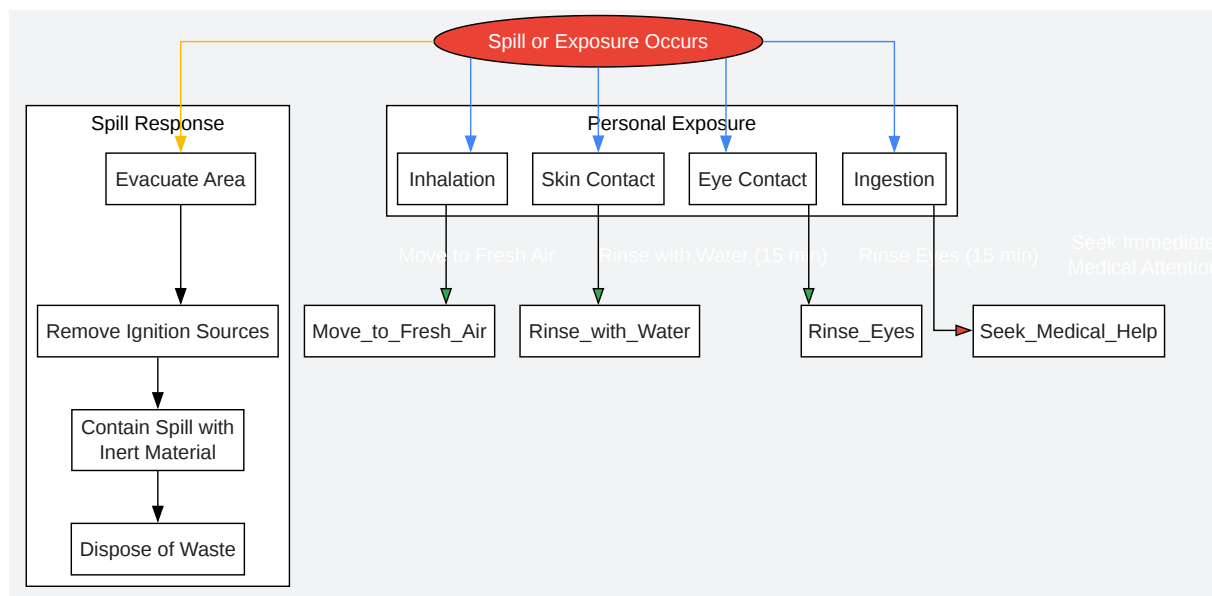 Spill or Exposure Occurs
Spill Response
Personal Exposure
Evacuate Area
Inhalation
Skin Contact
Eye Contact
Ingestion
Move to Fresh Air
Rinse with Water (15 min)
Rinse Eyes (15 min)
Seek Immediate
Medical Attention
Remove Ignition Sources
Move_to_Fresh_Air
Rinse_with_Water
Rinse_Eyes
Seek_Medical_Help
Contain Spill with
Inert Material
Dispose of Waste